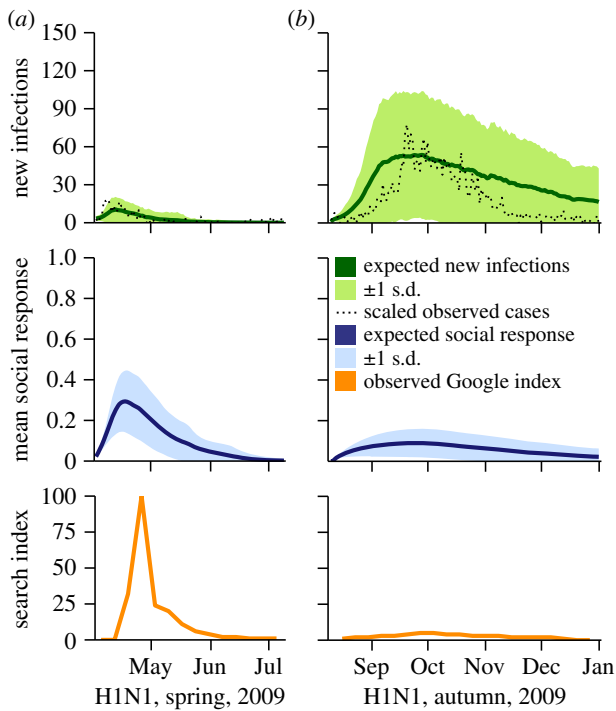 (a)
(b)
new infections
150
120
90
60
30
0
mean social response
1.0
0.8
0.6
0.4
0.2
0
expected new infections
±1 s.d.
scaled observed cases
expected social response
±1 s.d.
observed Google index
search index
100
75
50
25
0
May Jun Jul
H1N1, spring, 2009
Sep Oct Nov Dec Jan
H1N1, autumn, 2009